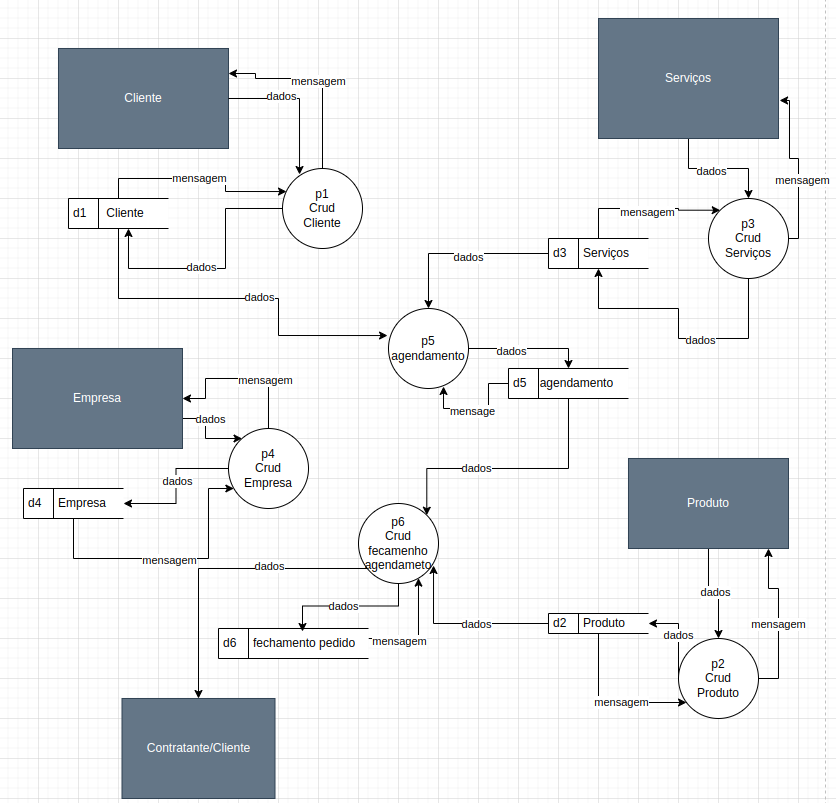 Serviços
Cliente
mensagem
dados
dados
mensagem
mensagem
p1
Crud
Cliente
d1
Cliente
mensagem
p3
Crud
Serviços
dados
dados
d3
Serviços
dados
dados
p5
agendamento
dados
dados
d5
agendamento
mensage
Empresa
mensagem
dados
p4
Crud
Empresa
dados
d4
Empresa
mensagem
dados
p6
Crud
fecamenho
agendameto
dados
Produto
dados
mensagem
dados
d6
fechamento pedido
mensagem
dados
d2
Produto
dados
p2
Crud
Produto
mensagem
Contratante/Cliente